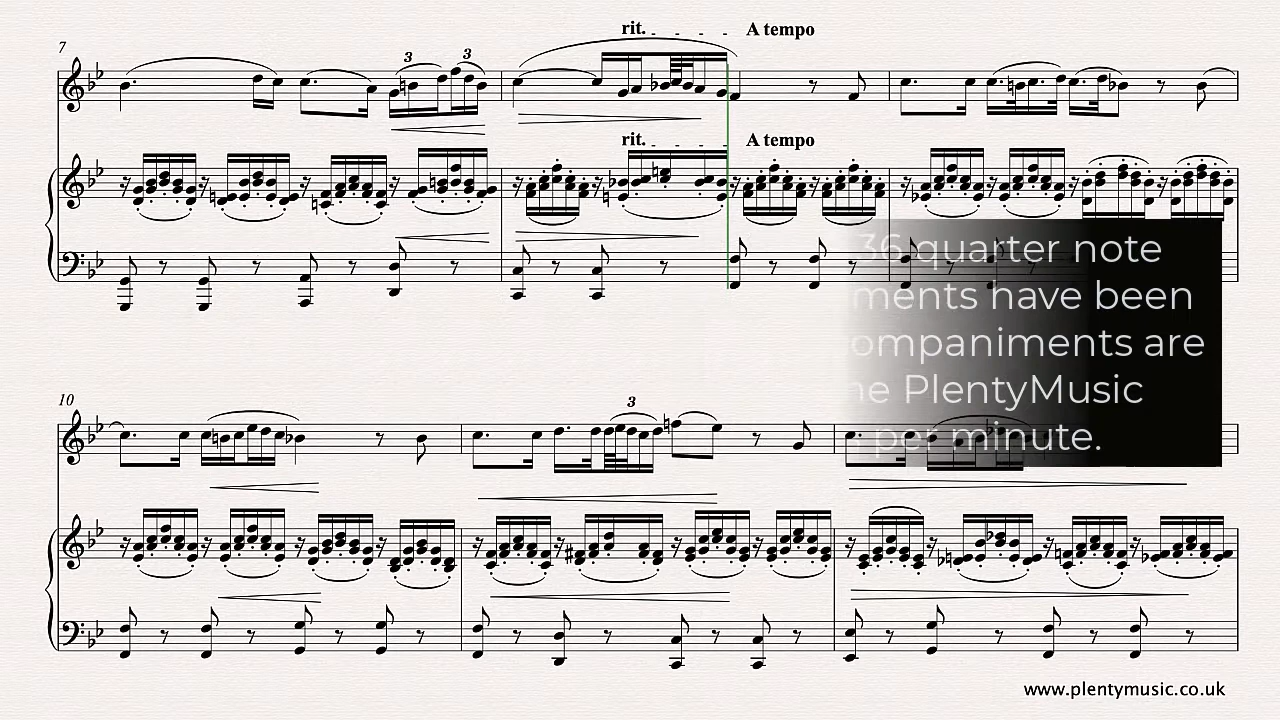 7
rit. A tempo
3 3
rit. A tempo
36 quarter note
ments have been
ompaniments are
PlentyMusic
per minute.
10
3
www.plentymusic.co.uk